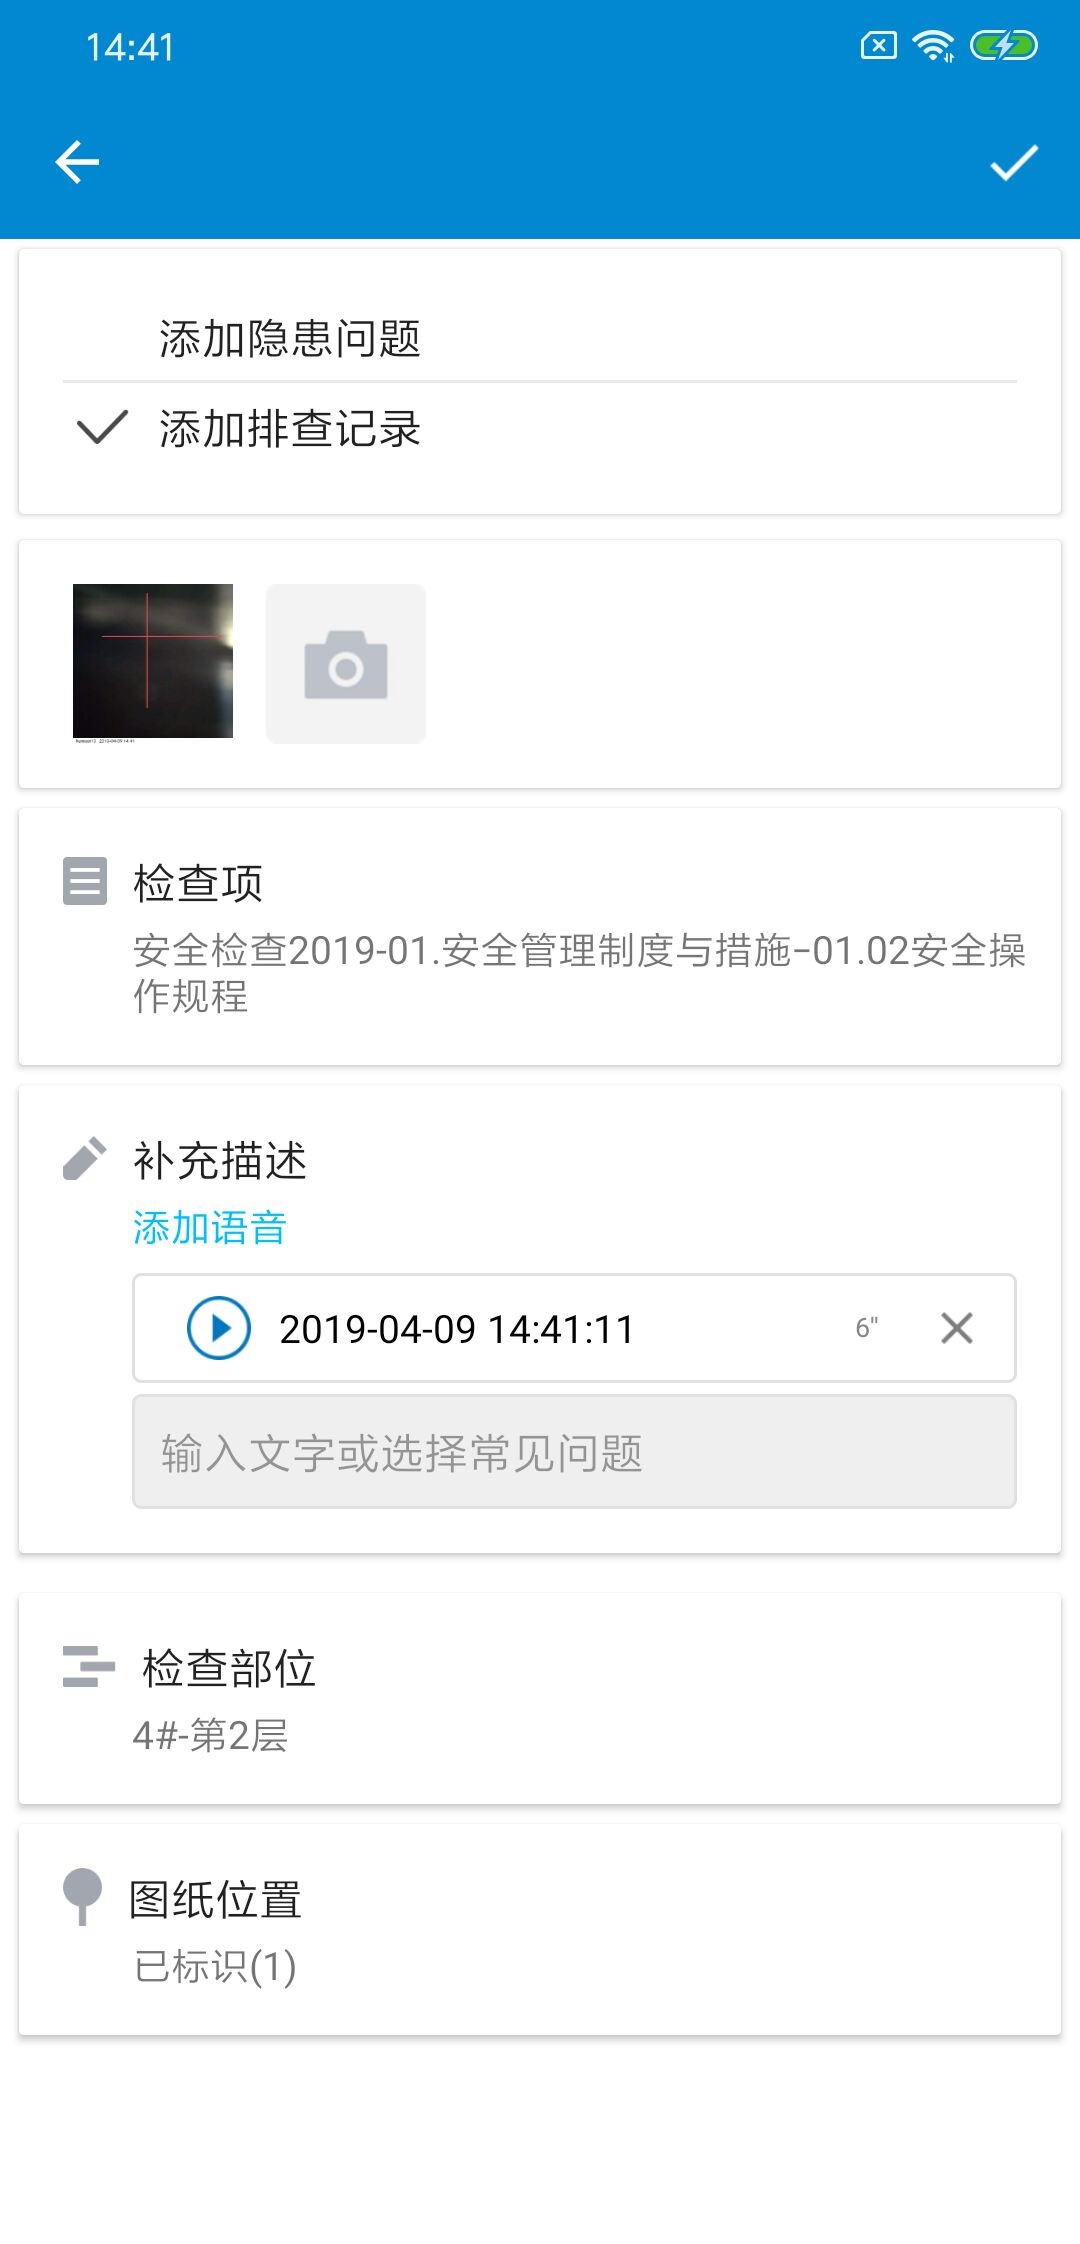 14:41
添加隐患问题
添加排查记录
检查项
安全检查2019-01.安全管理制度与措施-01.02安全操
作规程
补充描述
添加语音
2019-04-09 14:41:11 6"
输入文字或选择常见问题
检查部位
4#-第2层
图纸位置
已标识(1)